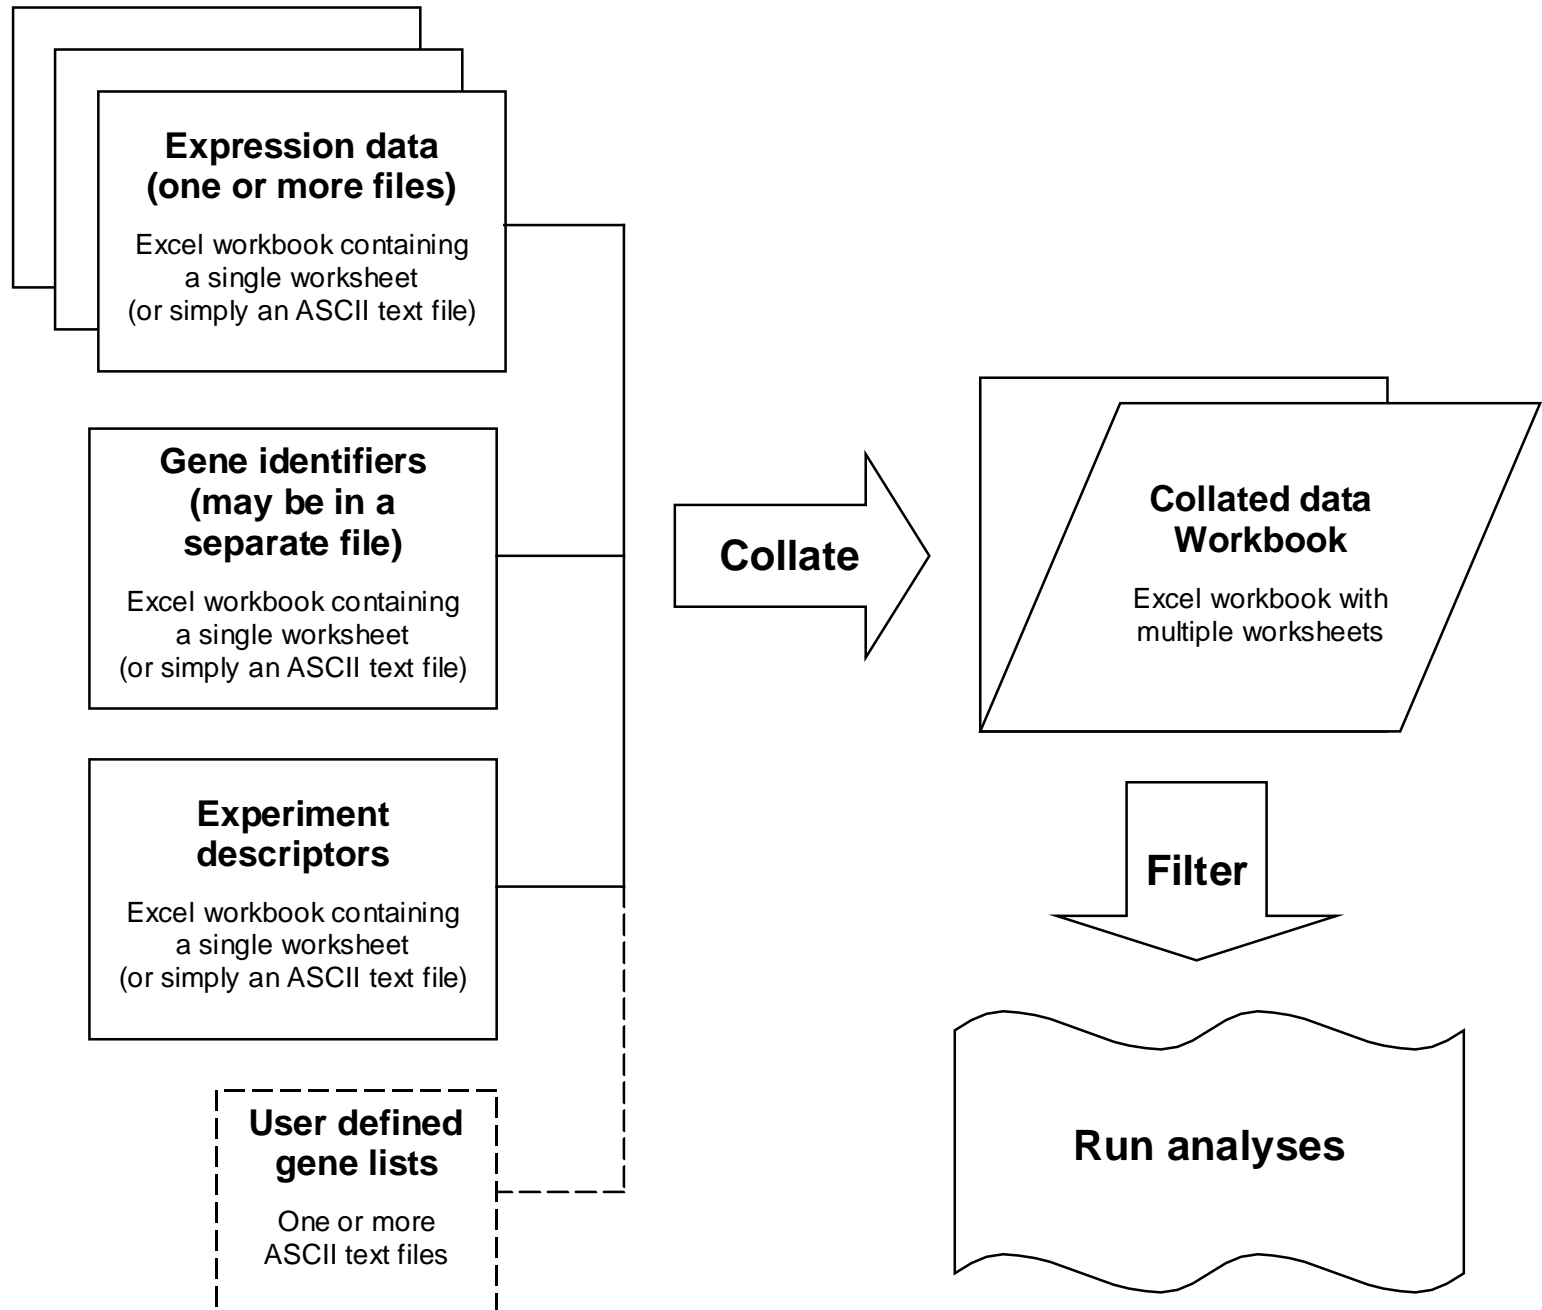 Expression data
(one or more files)
Excel workbook containing
a single worksheet
(or simply an ASCII text file)
Gene identifiers
(may be in a
separate file)
Excel workbook containing
a single worksheet
(or simply an ASCII text file)
Experiment
descriptors
Excel workbook containing
a single worksheet
(or simply an ASCII text file)
User defined
gene lists
One or more
ASCII text files
Collate
Collated data
Workbook
Excel workbook with
multiple worksheets
Filter
Run analyses